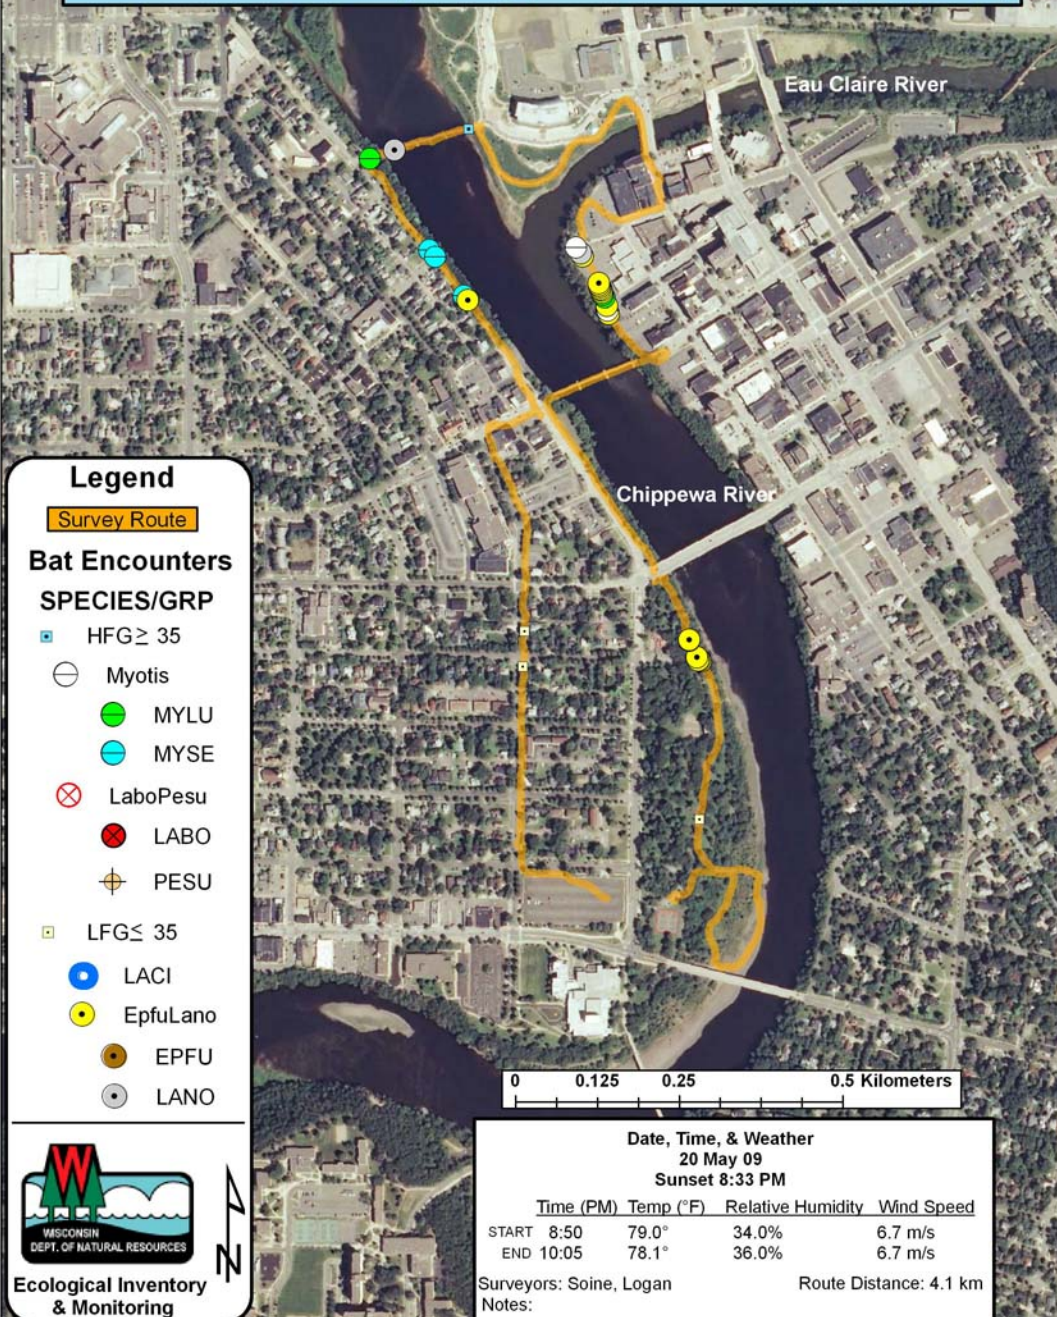 Eau Claire River
Chippewa River
Legend
Survey Route
Bat Encounters
SPECIES/GRP
HFG ≥ 35
Myotis
MYLU
MYSE
LaboPesu
LABO
PESU
LFG ≤ 35
LACI
EpfuLano
EPFU
LANO
W
WISCONSIN
DEPT. OF NATURAL RESOURCES
N
Ecological Inventory
& Monitoring
0 0.125 0.25 0.5 Kilometers
Date, Time, & Weather
20 May 09
Sunset 8:33 PM
Time (PM) Temp (°F) Relative Humidity Wind Speed
START 8:50 79.0° 34.0% 6.7 m/s
END 10:05 78.1° 36.0% 6.7 m/s
Surveyors: Soine, Logan Route Distance: 4.1 km
Notes: